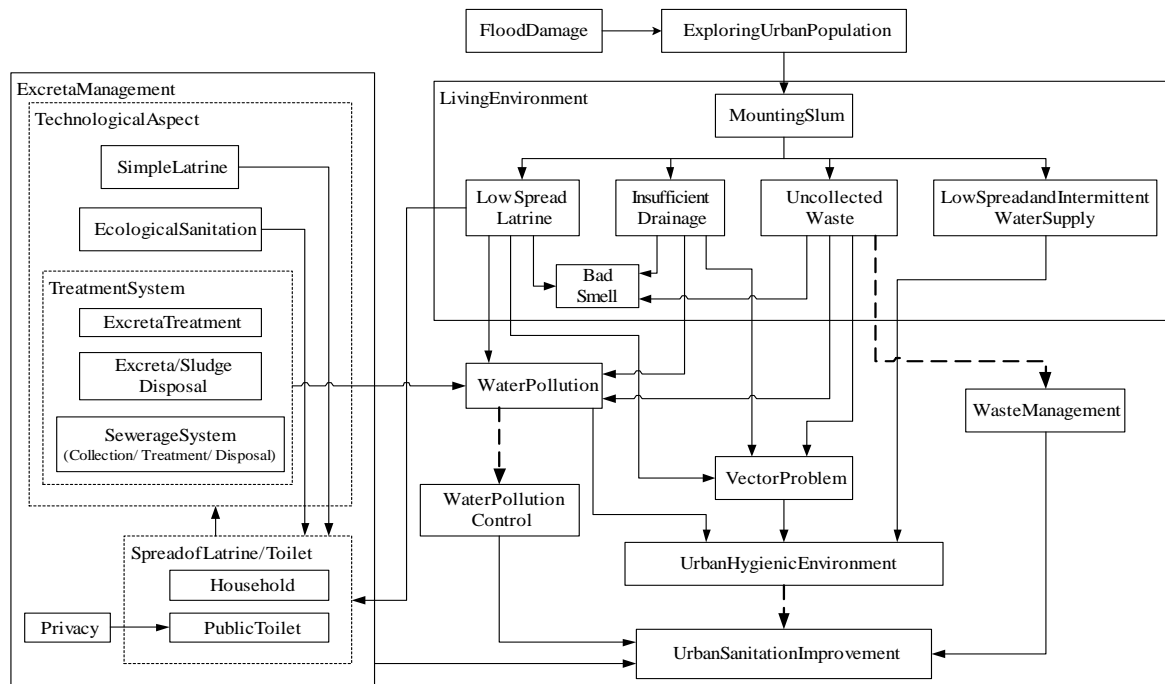 FloodDamage
ExploringUrbanPopulation
ExcretaManagement
TechnologicalAspect
SimpleLatrine
EcologicalSanitation
TreatmentSystem
ExcretaTreatment
Excreta/Sludge
Disposal
SewerageSystem
(Collection/ Treatment/ Disposal)
SpreadofLatrine/Toilet
Household
Privacy
PublicToilet
LivingEnvironment
MountingSlum
LowSpread
Latrine
Insufficient
Drainage
Uncollected
Waste
LowSpreadandIntermittent
WaterSupply
Bad
Smell
WaterPollution
WasteManagement
VectorProblem
WaterPollution
Control
UrbanHygienicEnvironment
UrbanSanitationImprovement